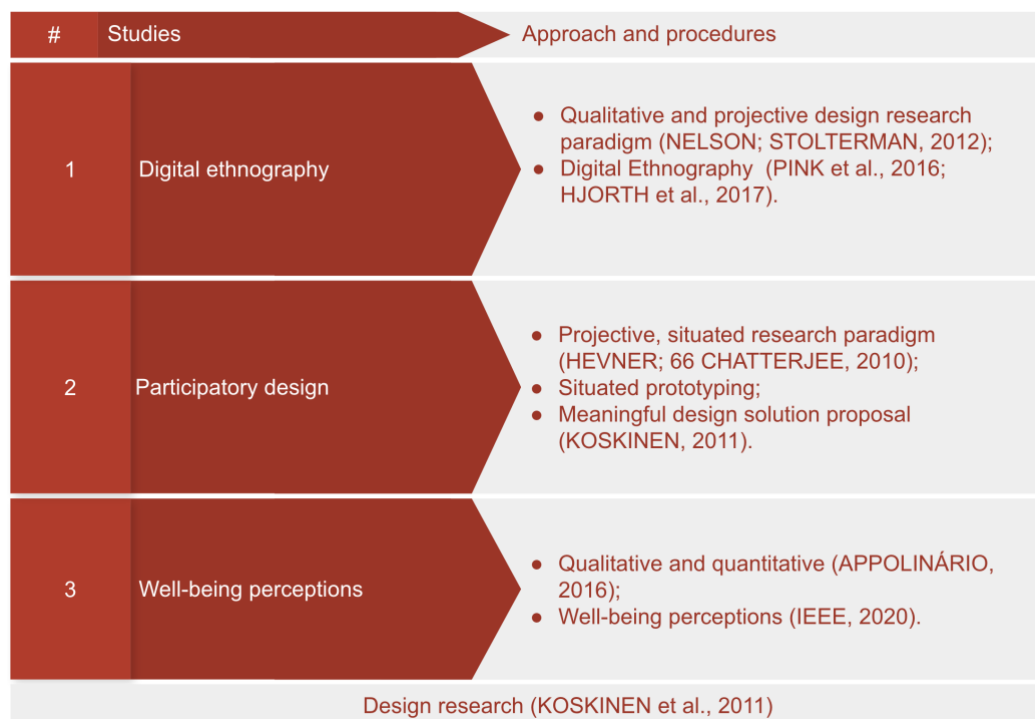 # Studies Approach and procedures
1 Digital ethnography
● Qualitative and projective design research
paradigm (NELSON; STOLTERMAN, 2012);
● Digital Ethnography (PINK et al., 2016;
HJORTH et al., 2017).
2 Participatory design
● Projective, situated research paradigm
(HEVNER; 66 CHATTERJEE, 2010);
● Situated prototyping;
● Meaningful design solution proposal
(KOSKINEN, 2011).
3 Well-being perceptions
● Qualitative and quantitative (APPOLINÁRIO,
2016);
● Well-being perceptions (IEEE, 2020).
Design research (KOSKINEN et al., 2011)